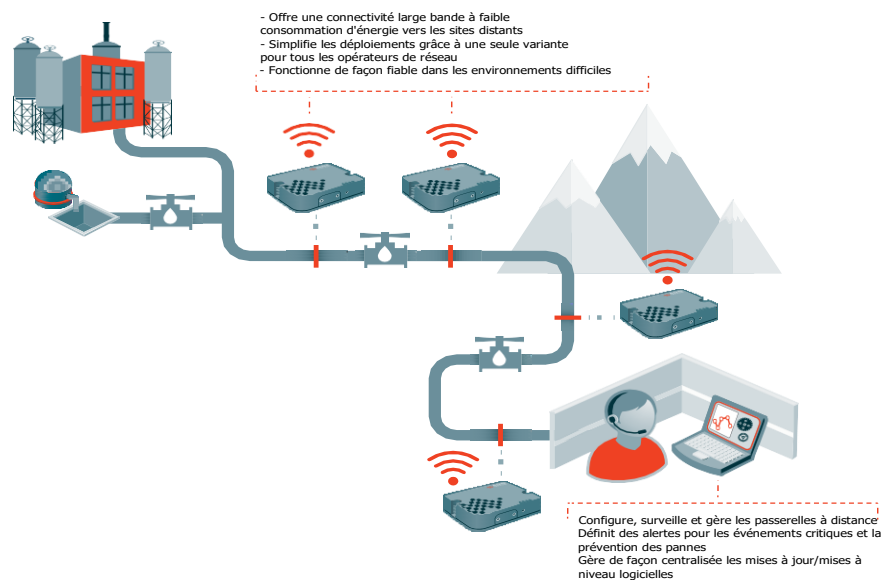 - Offre une connectivité large bande à faible
consommation d'énergie vers les sites distants
- Simplifie les déploiements grâce à une seule variante
pour tous les opérateurs de réseau
- Fonctionne de façon fiable dans les environnements difficiles
Configure, surveille et gère les passerelles à distance
Définit des alertes pour les événements critiques et la
prévention des pannes
Gère de façon centralisée les mises à jour/mises à
niveau logicielles